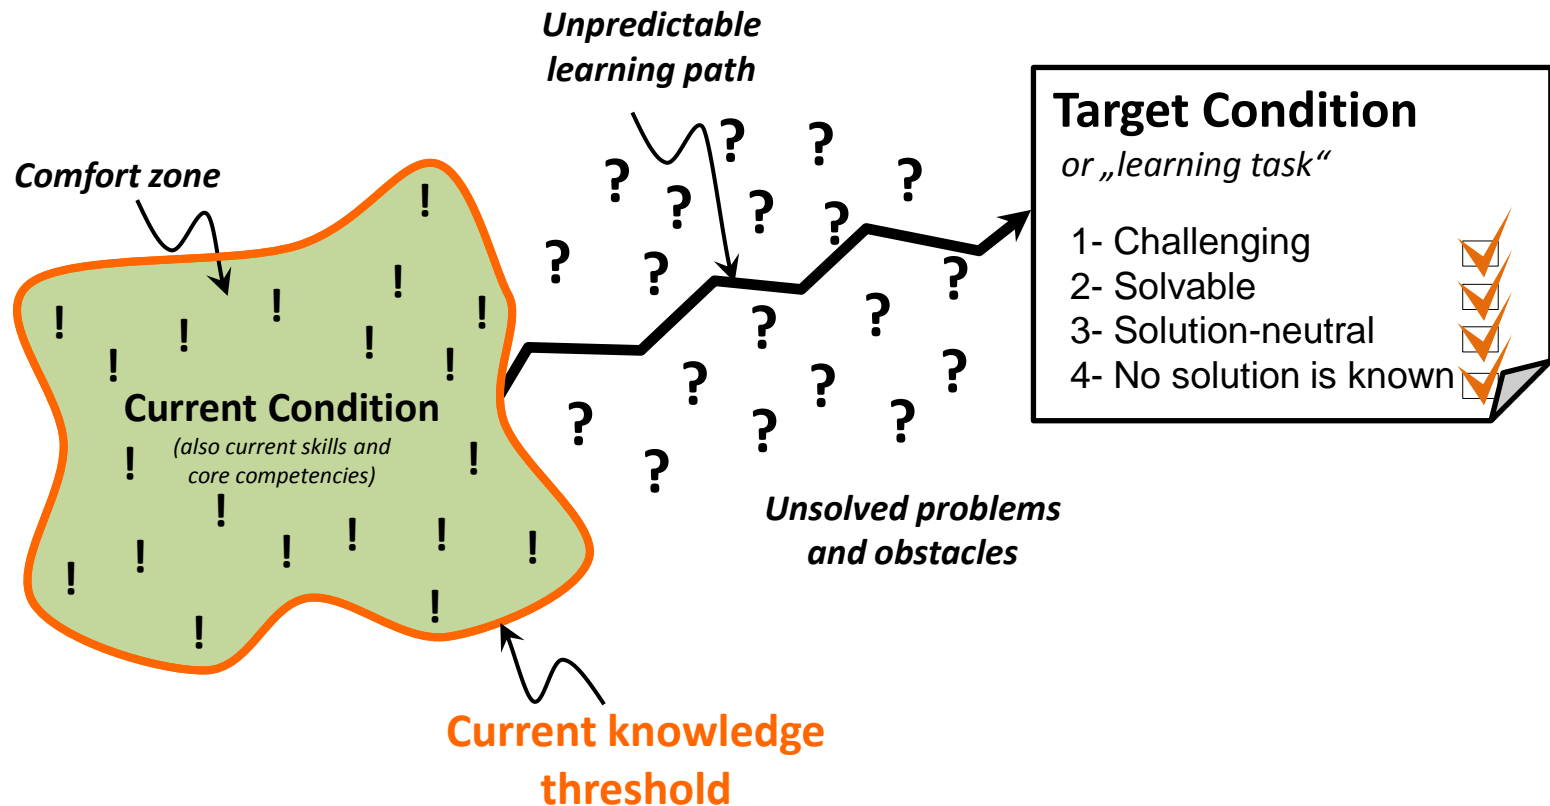 Unpredictable
learning path
Comfort zone
Target Condition
or „learning task“
1- Challenging
2- Solvable
3- Solution-neutral
4- No solution is known
Current Condition
(also current skills and
core competencies)
Unsolved problems
and obstacles
Current knowledge
threshold